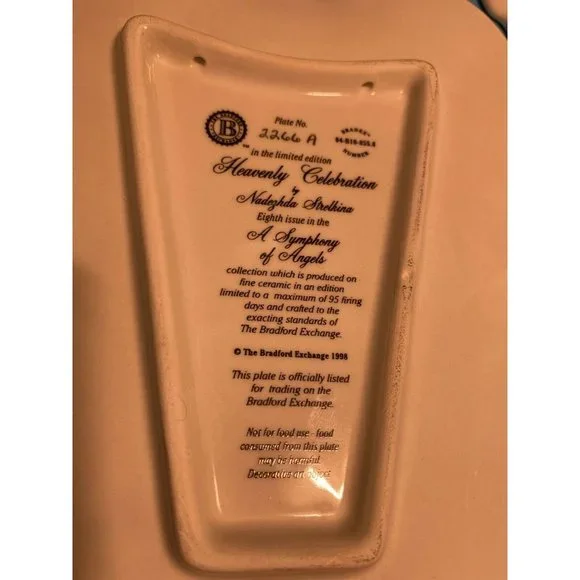 B
Plate No.
2266 A
BRADEX
NUMBER
in the limited edition
Heavenly Celebration
by
Nadezhda Strelkina
Eighth issue in the
A Symphony
of Angels
collection which is produced on
fine ceramic in an edition
limited to a maximum of 95 firing
days and crafted to the
exacting standards of
The Bradford Exchange.
© The Bradford Exchange 1998
This plate is officially listed
for trading on the
Bradford Exchange.
Not for food use - food
consumed from this plate
may be harmful.
Decorative art object